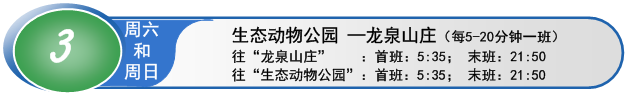 3
周六
和
周日
生态动物公园 —龙泉山庄（每5-20分钟一班）
往“龙泉山庄” ：首班：5:35； 末班：21:50
往“生态动物公园”：首班：5:35； 末班：21:50